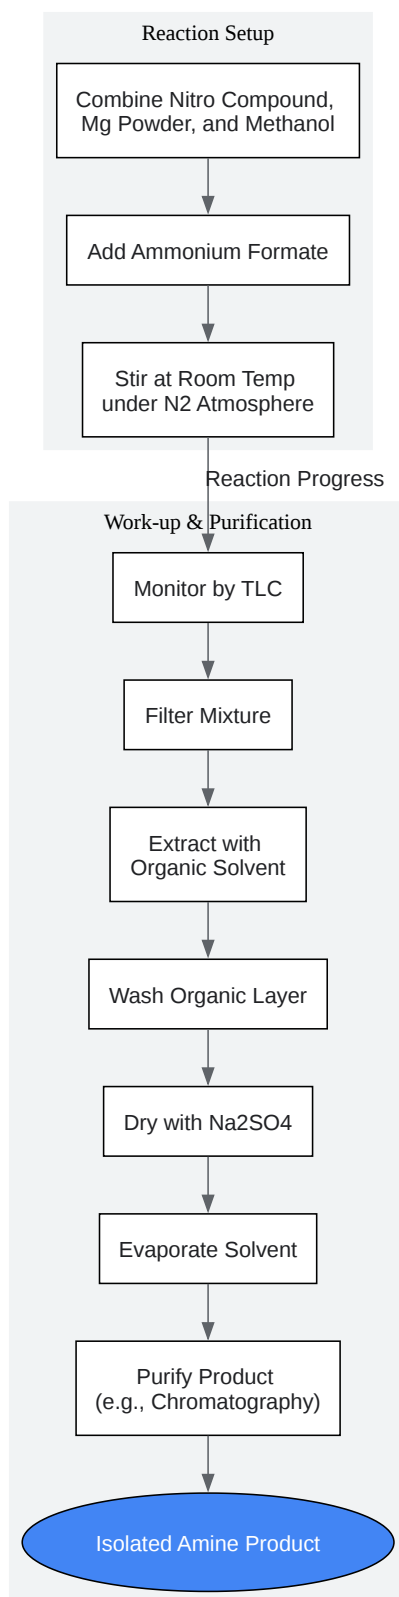 Reaction Setup
Combine Nitro Compound,
Mg Powder, and Methanol
Add Ammonium Formate
Stir at Room Temp
under N2 Atmosphere
Reaction Progress
Work-up & Purification
Monitor by TLC
Filter Mixture
Extract with
Organic Solvent
Wash Organic Layer
Dry with Na2SO4
Evaporate Solvent
Purify Product
(e.g., Chromatography)
Isolated Amine Product